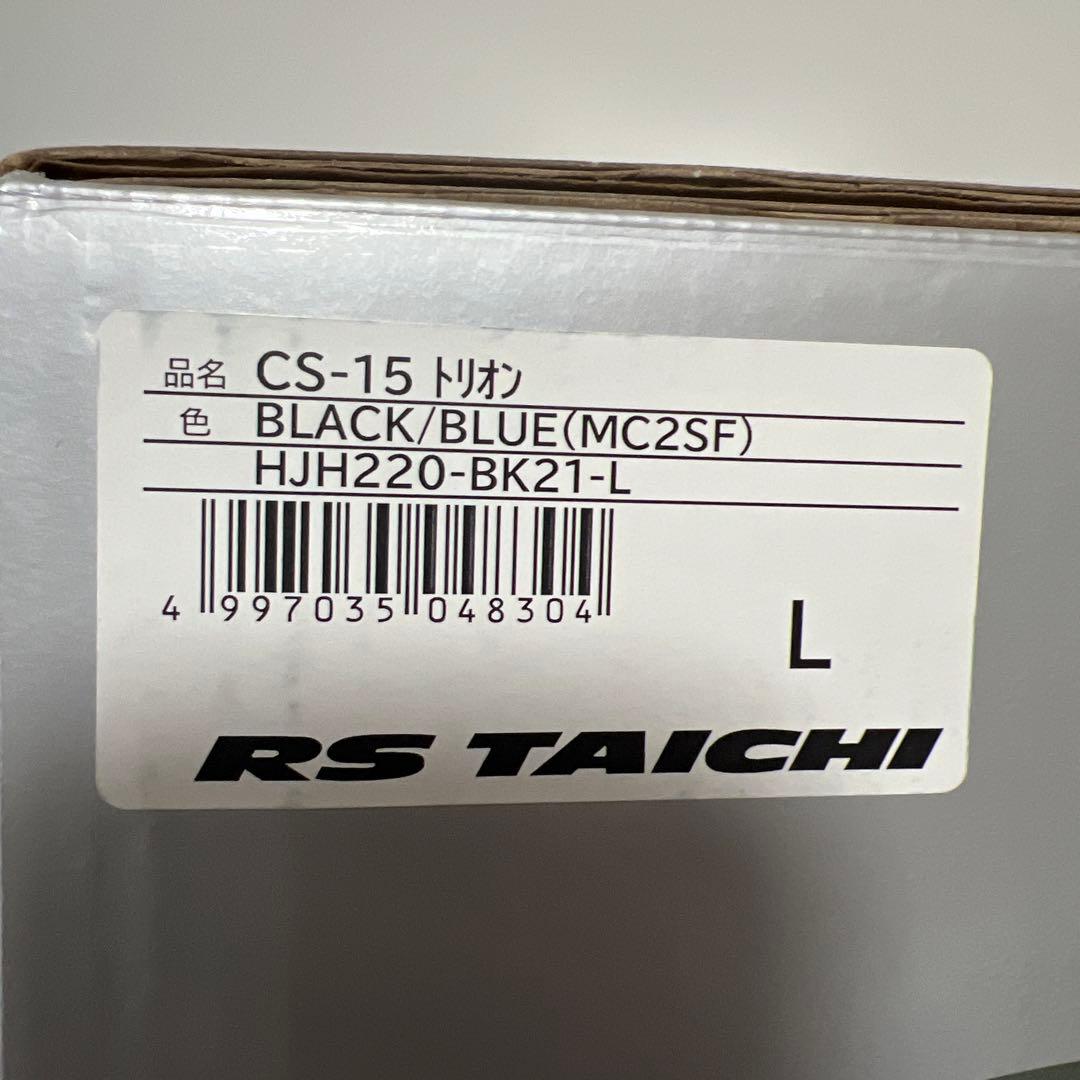 品名 CS-15 ﾄﾘｵﾝ
色 BLACK/BLUE(MC2SF)
HJH220-BK21-L
4 997035 048304
L
RS TAICHI